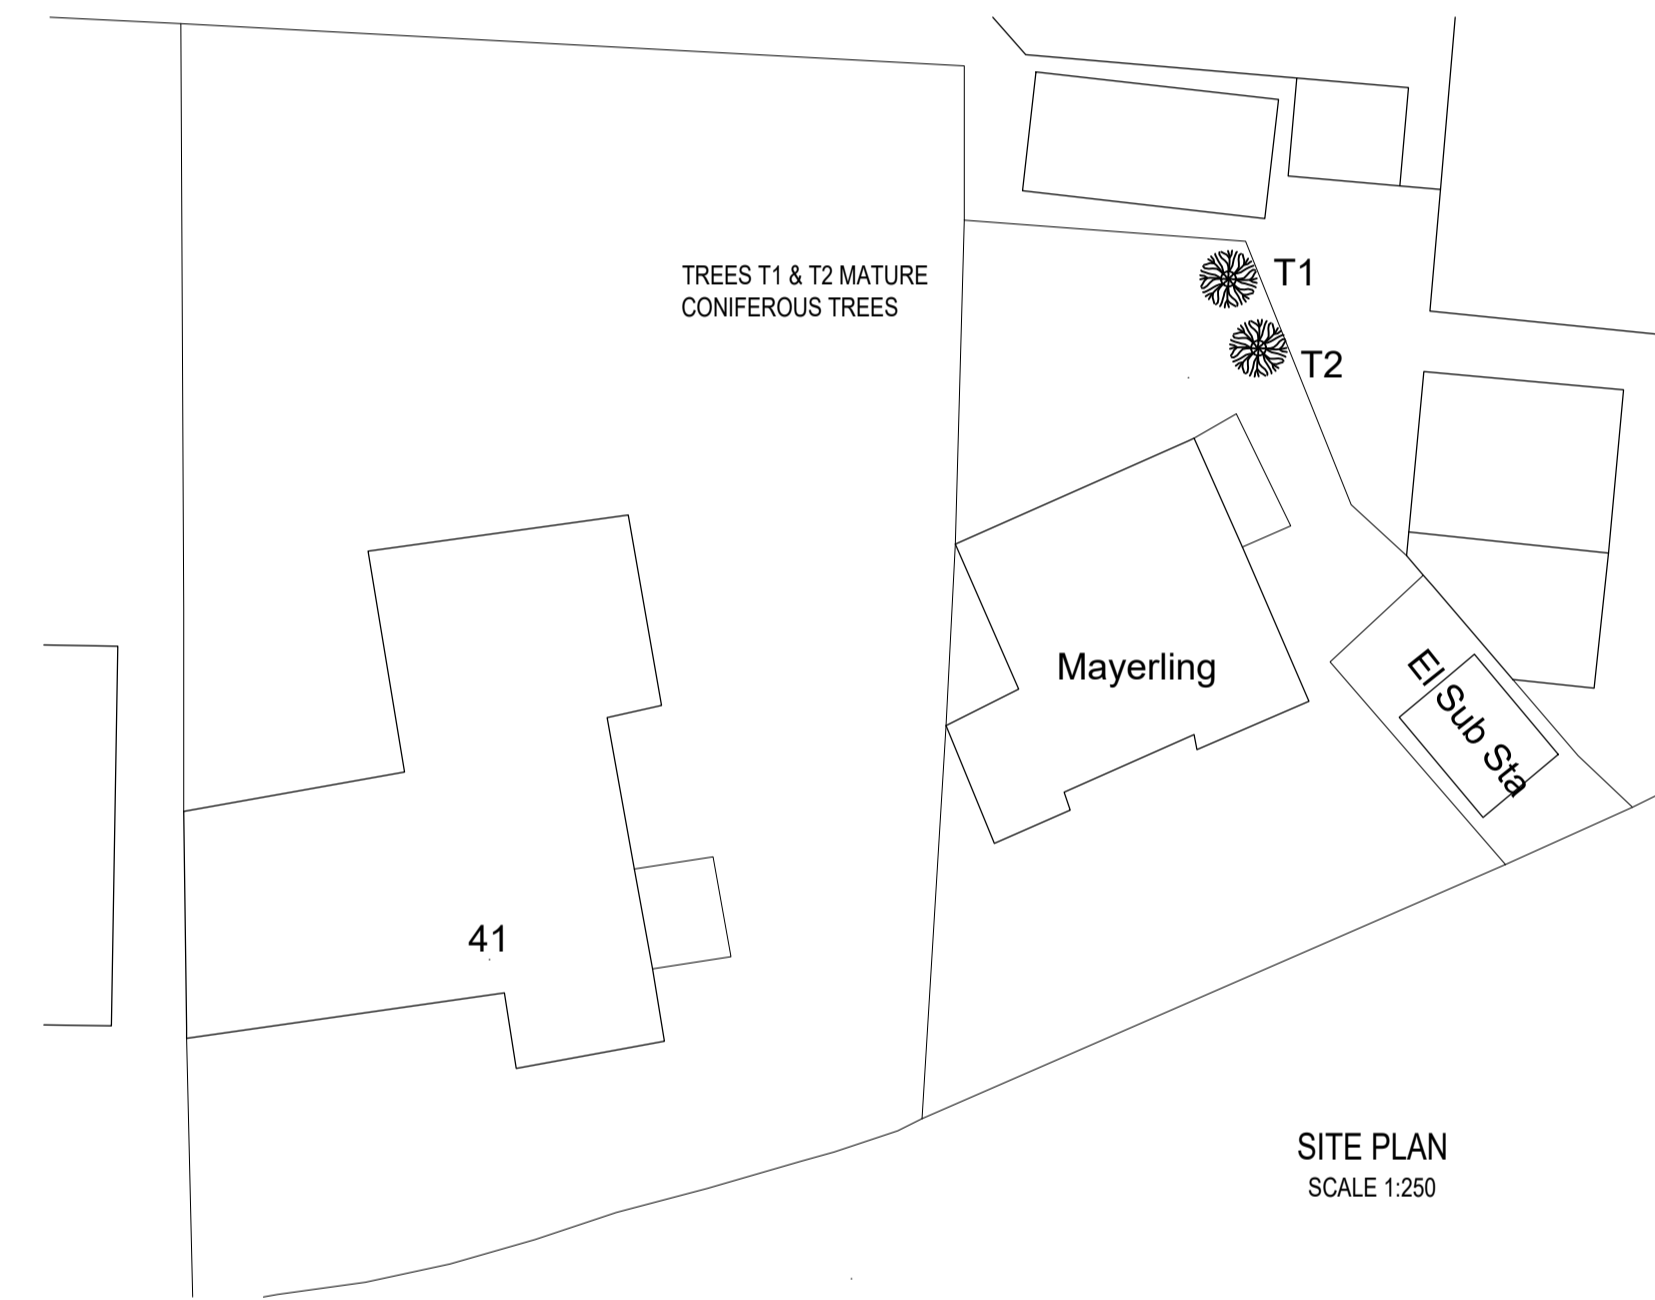 TREES T1 & T2 MATURE
CONIFEROUS TREES
T1
T2
Mayerling
El Sub Sta
41
SITE PLAN
SCALE 1:250